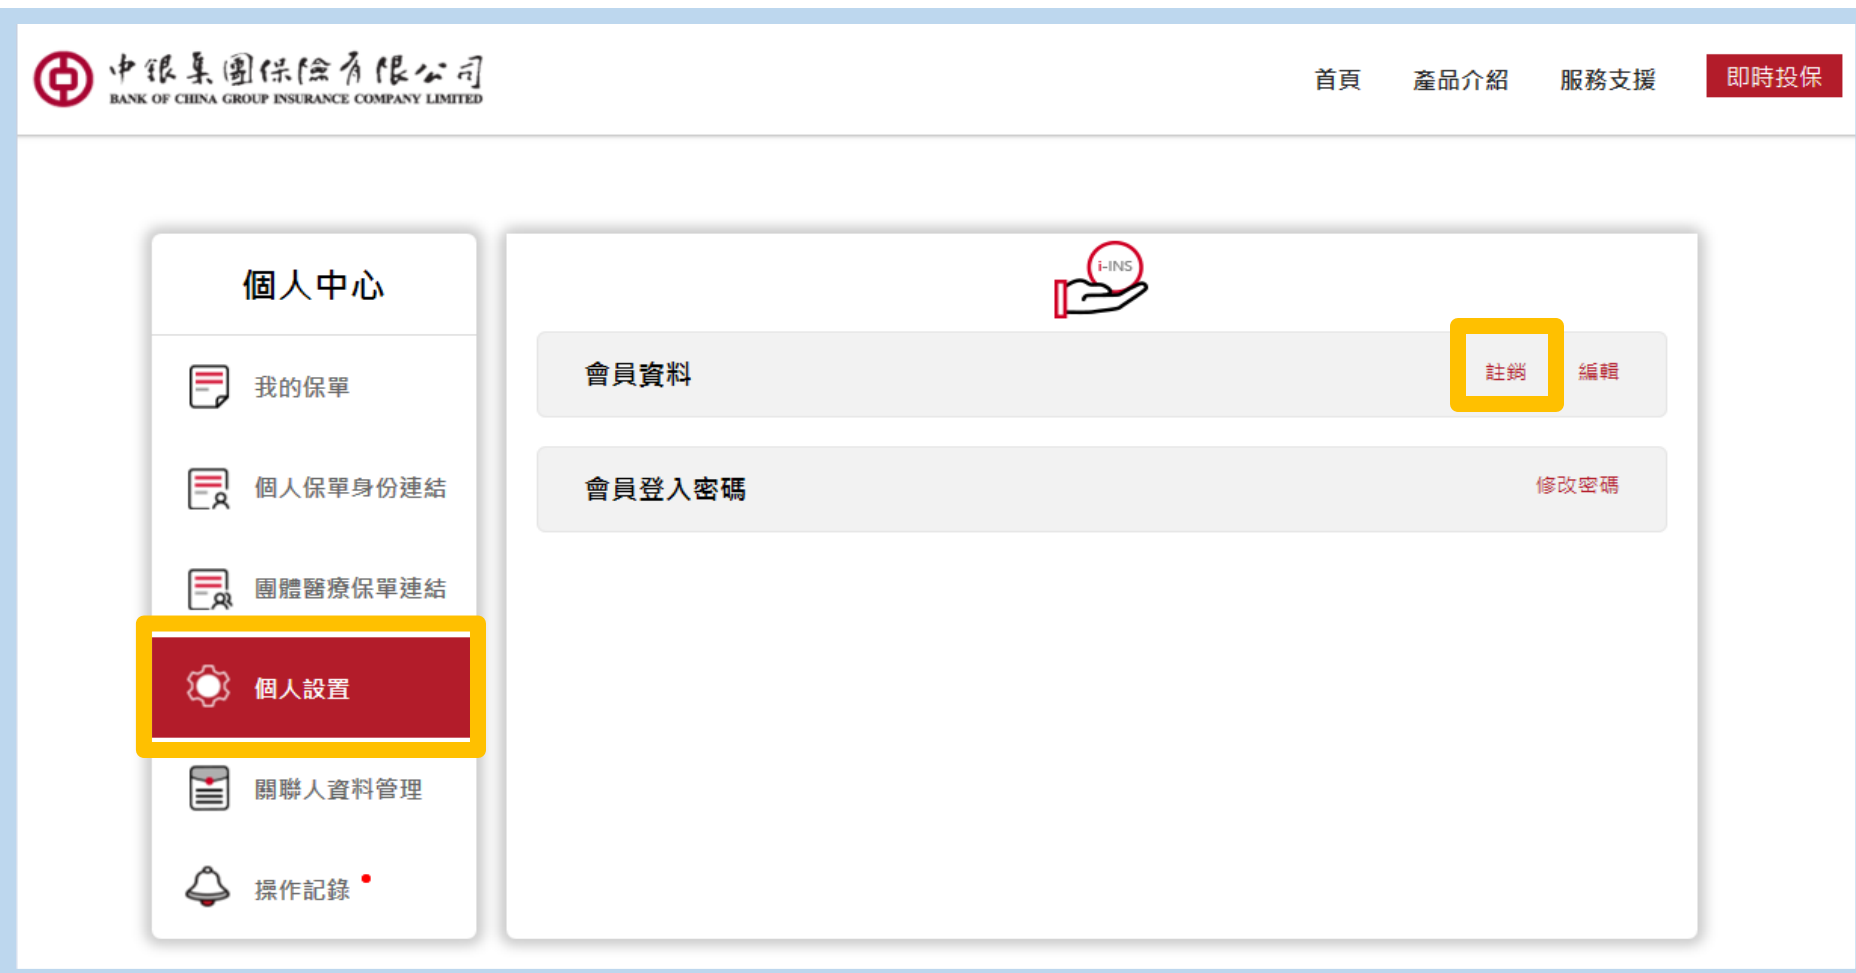 中銀集團保險有限公司
BANK OF CHINA GROUP INSURANCE COMPANY LIMITED
首頁 產品介紹 服務支援 即時投保
個人中心
我的保單
個人保單身份連結
團體醫療保單連結
個人設置
關聯人資料管理
操作記錄
i-INS
會員資料 註銷 編輯
會員登入密碼 修改密碼